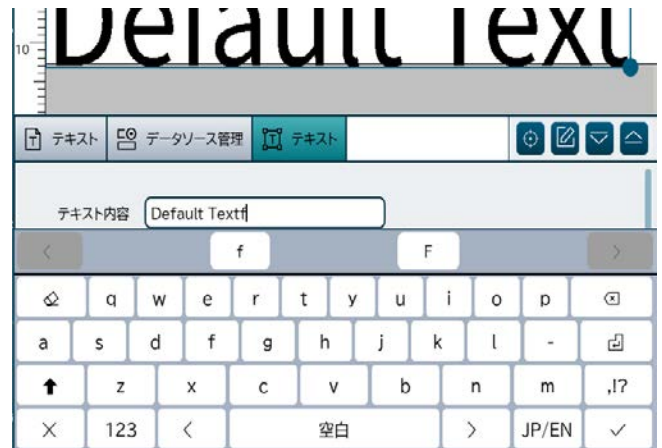 Default Text
10
テキスト データソース管理 テキスト
テキスト内容 Default Textf
f F
q w e r t y u i o p
a s d f g h j k l -
z x c v b n m ,!?
123 空白 JP/EN